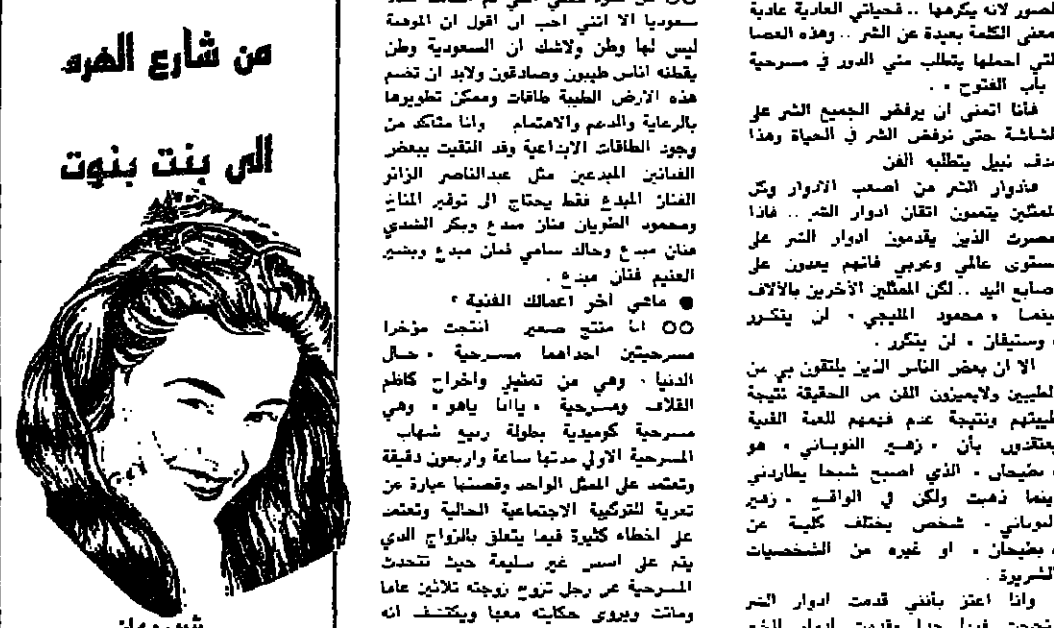 الصور لانه يكرهها .. فحياتي العادية عادية
بمعنى الكلمة بعيدة عن الشر .. وهذه العصا
التي احملها يتطلب مني الدور في مسرحية
« باب الفتوح » .
فأنا اتمنى ان يرفض الجميع الشر على
الشاشة حتى نرفض الشر في الحياة وهذا
هدف نبيل يتطلبه الفن
فادوار الشر من اصعب الادوار وكل
الممثلين يتمنون اتقان ادوار الشر .. فاذا
حصرت الذين يقدمون ادوار الشر على
مستوى عالمي وعربي فانهم يعدون على
اصابع اليد .. لكن الممثلين الآخرين بالآلاف
بينما « محمود المليجي » لن يتكرر
« وستيفان » لن يتكرر .
الا ان بعض الناس الذين يلتقون بي من
الطيبين ولايميزون الفن من الحقيقة نتيجة
طيبتهم ونتيجة عدم فهمهم للعبة الفنية
يعتقدون بأن « زهير النوباني » هو
« بطيحان » الذي اصبح شبحا يطاردني
اينما ذهبت ولكن في الواقع « زهير
النوباني » شخص يختلف كلية عن
« بطيحان » او غيره من الشخصيات
الشريرة .
وانا اعتز بأنني قدمت ادوار الشر
سعوديا الا انني احب ان اقول ان الموهبة
ليس لها وطن ولاشك ان السعودية وطن
يقطنه اناس طيبون وصادقون ولابد ان تضم
هذه الارض الطيبة طاقات وممكن تطويرها
بالرعاية والدعم والاهتمام وانا متأكد من
وجود الطاقات الابداعية وقد التقيت ببعض
الفنانين المبدعين مثل عبدالناصر الزائر
الفنان المبدع فقط يحتاج الى توفير المناخ
ومحمود الضويان فنان مبدع وبكر الشدي
فنان مبدع وخالد سامي فنان مبدع وبشير
الغنيم فنان مبدع .
● ماهي آخر اعمالك الفنية ؟
○○ انا منتج صغير انتجت مؤخرا
مسرحيتين احداهما مسرحية « حال
الدنيا » وهي من تمثيل واخراج كاظم
القلاف ومسرحية « ياانا ياهو » وهي
مسرحية كوميدية بطولة ربيع شهاب
المسرحية الاولى مدتها ساعة واربعون دقيقة
وتعتمد على الممثل الواحد وقصتها عبارة عن
تعرية للتركيبة الاجتماعية الحالية وتعتمد
على اخطاء كثيرة فيما يتعلق بالزواج الذي
يتم على اسس غير سليمة حيث تتحدث
المسرحية عن رجل تزوج زوجته ثلاثين عاما
وماتت ويروي حكايته معها ويكتشف انه
من شارع الهرم
الى بنت بنوت